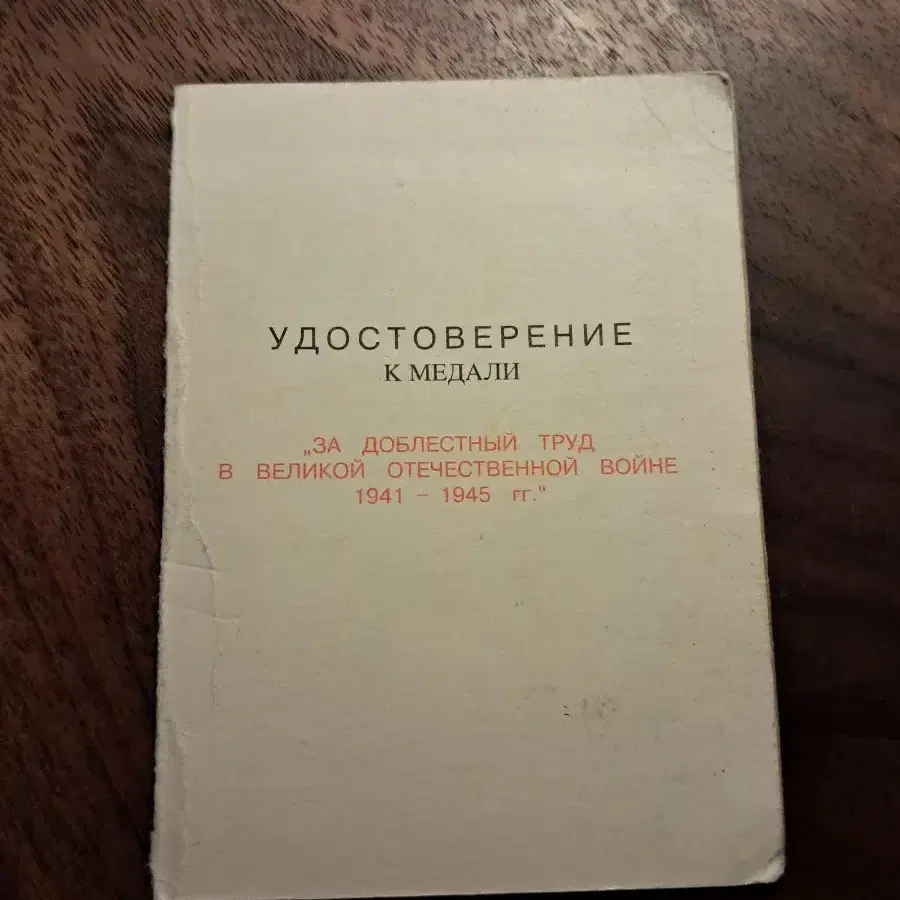 УДОСТОВЕРЕНИЕ
К МЕДАЛИ
„ЗА ДОБЛЕСТНЫЙ ТРУД
В ВЕЛИКОЙ ОТЕЧЕСТВЕННОЙ ВОЙНЕ
1941 – 1945 гг."